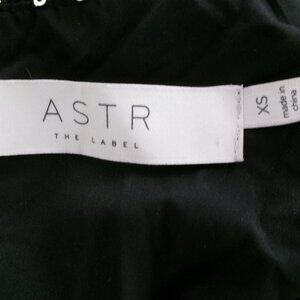 ASTR
THE LABEL
XS
made in
china